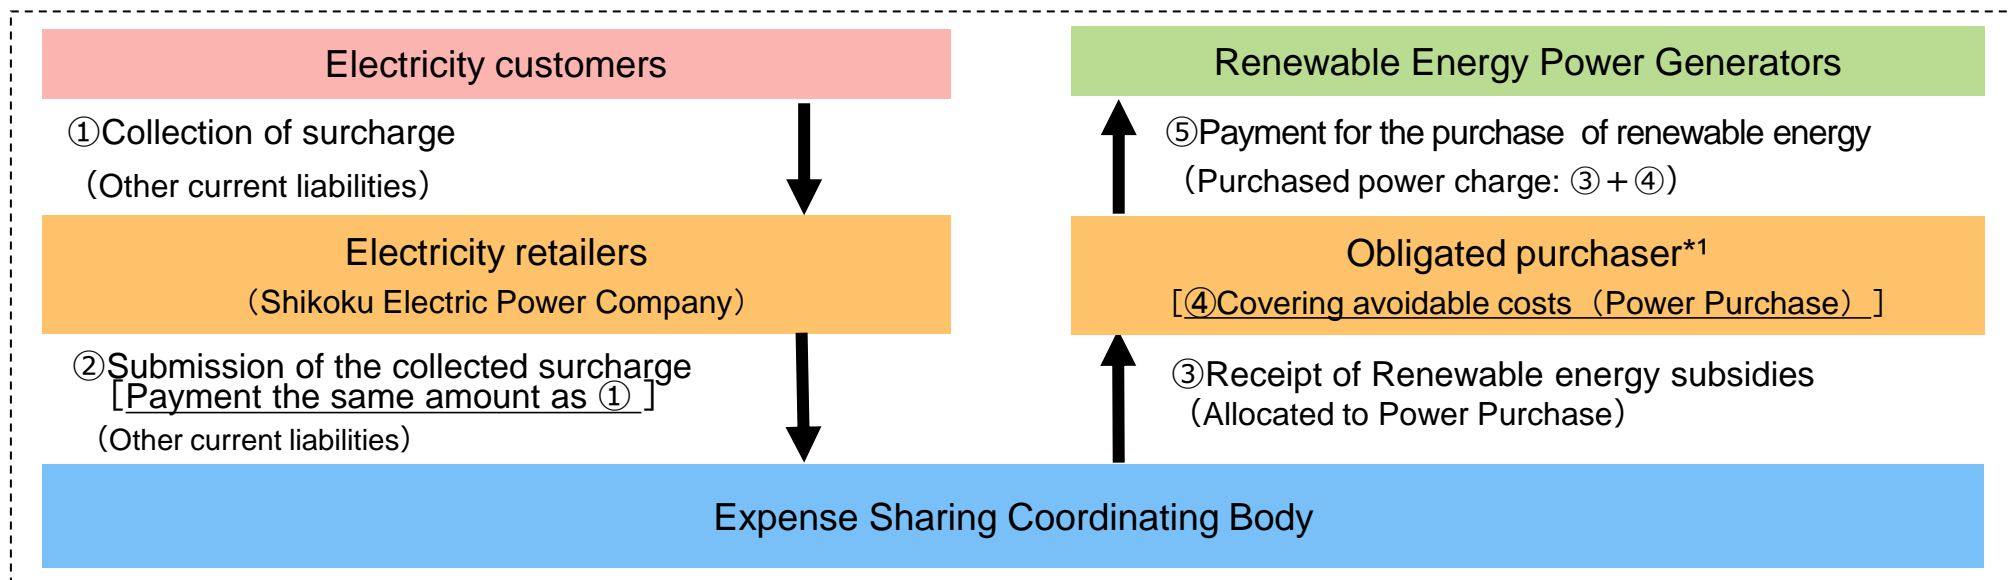 Electricity customers
①Collection of surcharge
（Other current liabilities）
Electricity retailers
（Shikoku Electric Power Company）
②Submission of the collected surcharge
［Payment the same amount as ① ］
（Other current liabilities）
Renewable Energy Power Generators
⑤Payment for the purchase of renewable energy
（Purchased power charge: ③＋④）
Obligated purchaser*¹
［④Covering avoidable costs（Power Purchase）］
③Receipt of Renewable energy subsidies
（Allocated to Power Purchase）
Expense Sharing Coordinating Body